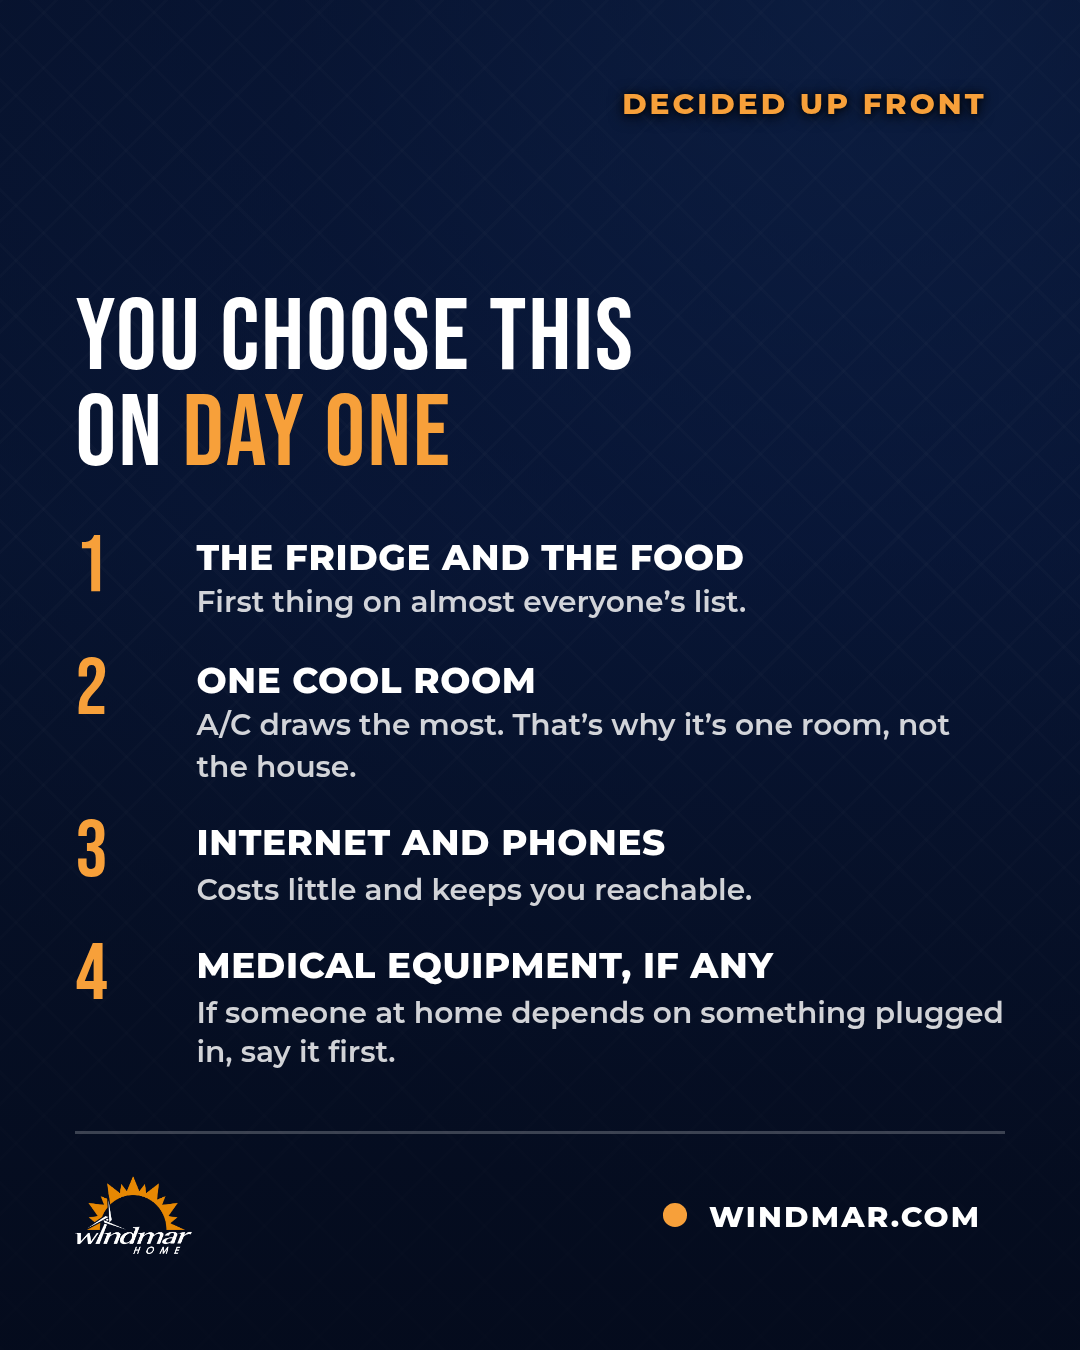 DECIDED UP FRONT
YOU CHOOSE THIS
ON DAY ONE
1
THE FRIDGE AND THE FOOD
First thing on almost everyone’s list.
2
ONE COOL ROOM
A/C draws the most. That’s why it’s one room, not
the house.
3
INTERNET AND PHONES
Costs little and keeps you reachable.
4
MEDICAL EQUIPMENT, IF ANY
If someone at home depends on something plugged
in, say it first.
windmar
HOME
WINDMAR.COM